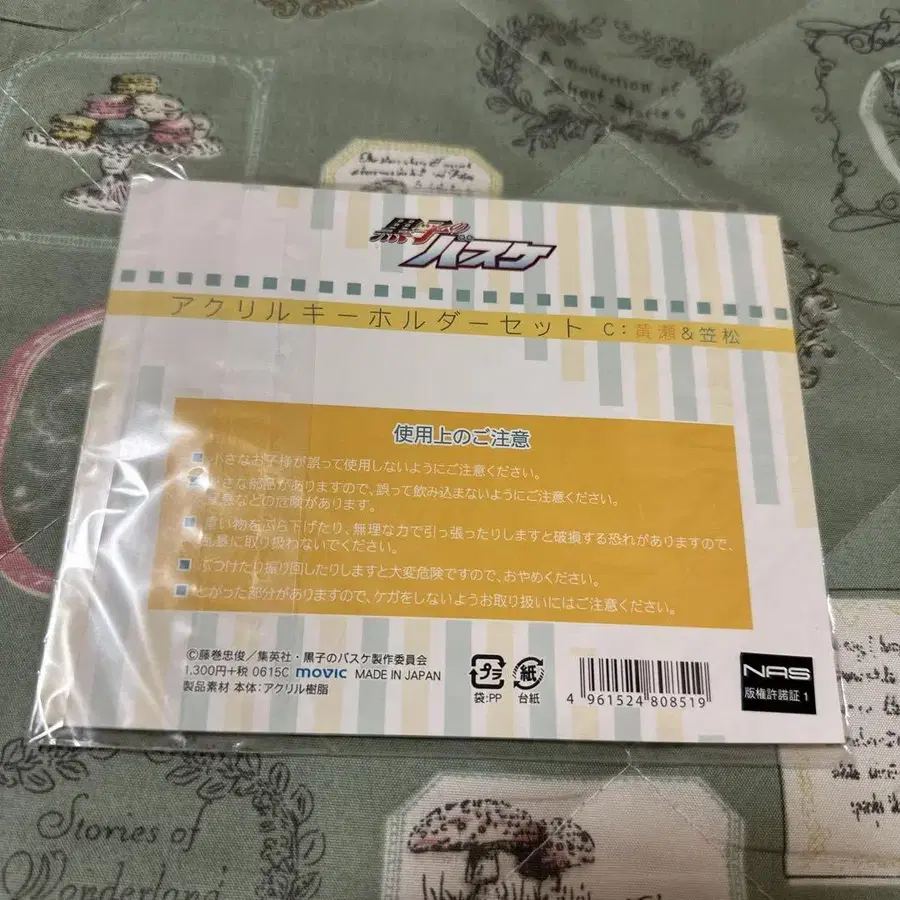 A Collection of
Short Stories
黒子のバスケ
アクリルキーホルダーセット C:黄瀬&笠松
使用上のご注意
小さなお子様が誤って使用しないようにご注意ください。
小さな部品がありますので、誤って飲み込まないようにご注意ください。
窒息などの危険があります。
重い物をぶら下げたり、無理な力で引っ張ったりしますと破損する恐れがありますので、
乱暴に取り扱わないでください。
ぶつけたり振り回したりしますと大変危険ですので、おやめください。
とがった部分がありますので、ケガをしないようお取り扱いにはご注意ください。
©藤巻忠俊/集英社・黒子のバスケ製作委員会
1,300円+税 0615C movic MADE IN JAPAN
製品素材 本体:アクリル樹脂
プラ 紙
袋:PP 台紙
4 961524 808519
NAS
版権許諾証 1
Stories of
Wonderland